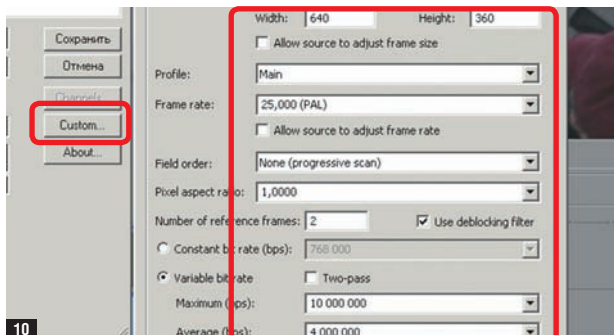 Сохранить
Отмена
Channels...
Custom...
About...
Width: 640 Height: 360
Allow source to adjust frame size
Profile: Main
Frame rate: 25,000 (PAL)
Allow source to adjust frame rate
Field order: None (progressive scan)
Pixel aspect ratio: 1,0000
Number of reference frames: 2 Use deblocking filter
Constant bit rate (bps): 768 000
Variable bit rate Two-pass
Maximum (bps): 10 000 000
Average (bps): 4 000 000
10